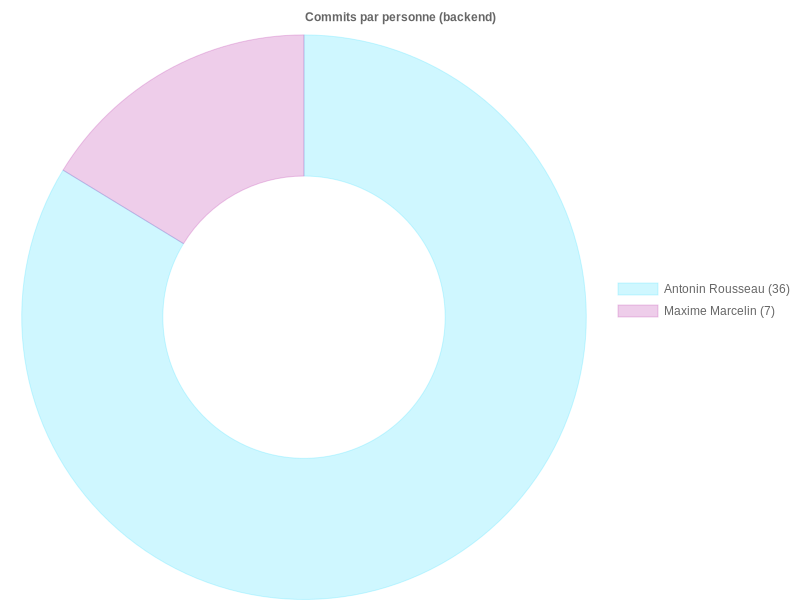 Commits par personne (backend)
Antonin Rousseau (36)
Maxime Marcelin (7)